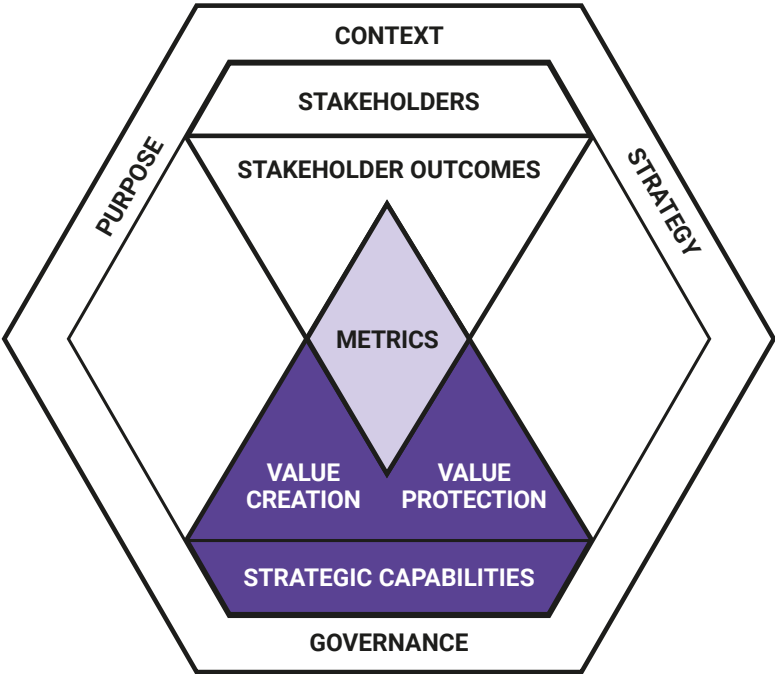 CONTEXT
STAKEHOLDERS
PURPOSE
STRATEGY
STAKEHOLDER OUTCOMES
METRICS
VALUE
CREATION
VALUE
PROTECTION
STRATEGIC CAPABILITIES
GOVERNANCE